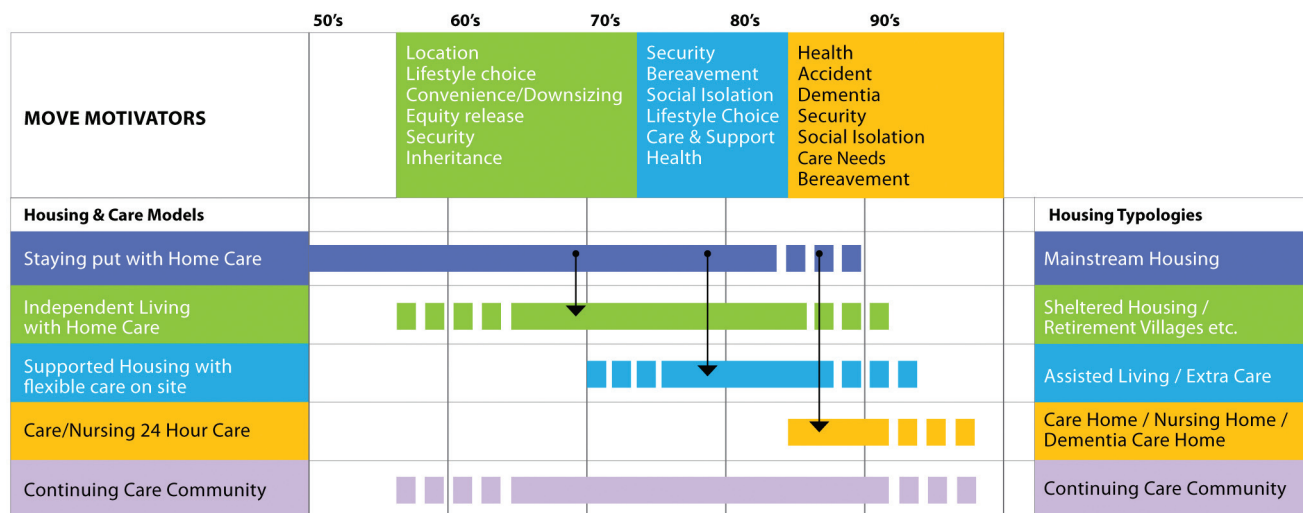 50’s
60’s
70’s
80’s
90’s
MOVE MOTIVATORS
Location
Lifestyle choice
Convenience/Downsizing
Equity release
Security
Inheritance
Security
Bereavement
Social Isolation
Lifestyle Choice
Care & Support
Health
Health
Accident
Dementia
Security
Social Isolation
Care Needs
Bereavement
Housing & Care Models
Housing Typologies
Staying put with Home Care
Mainstream Housing
Independent Living
with Home Care
Sheltered Housing /
Retirement Villages etc.
Supported Housing with
flexible care on site
Assisted Living / Extra Care
Care/Nursing 24 Hour Care
Care Home / Nursing Home /
Dementia Care Home
Continuing Care Community
Continuing Care Community